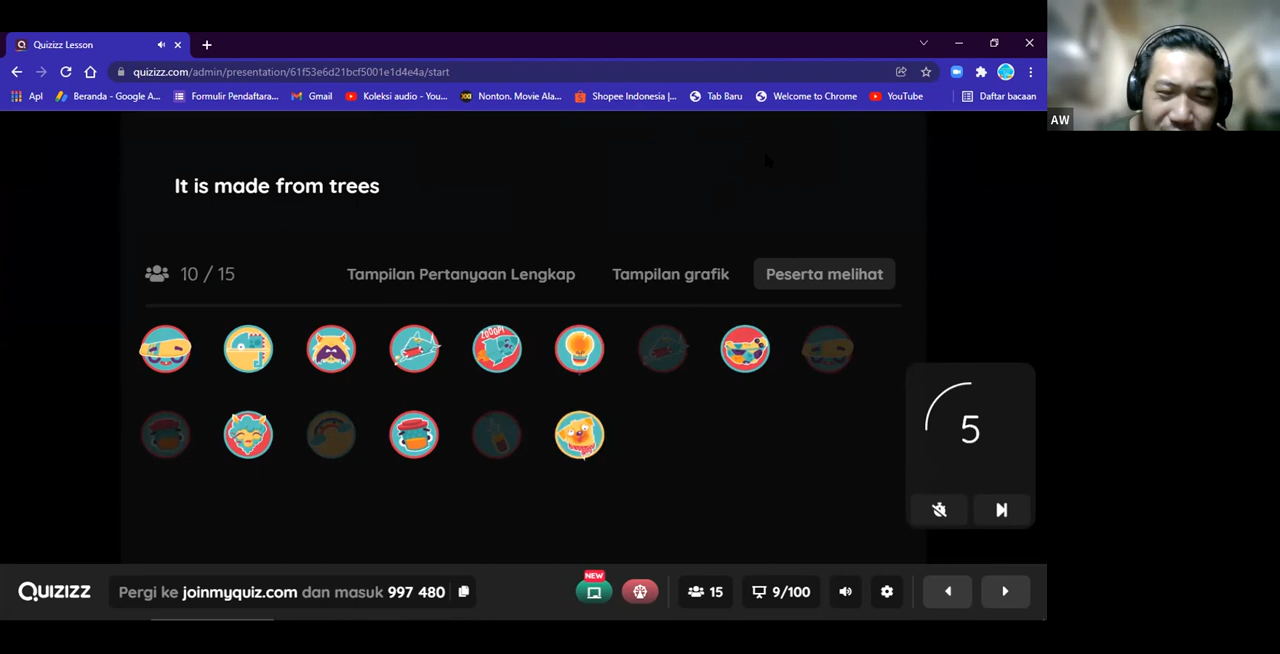 Quizizz Lesson
quizizz.com/admin/presentation/61f53e6d21bcf5001e1d4e4a/start
Apl Beranda - Google A... Formulir Pendaftara... Gmail Koleksi audio - You... Nonton. Movie Ala... Shopee Indonesia |... Tab Baru Welcome to Chrome YouTube Daftar bacaan
AW
It is made from trees
10 / 15 Tampilan Pertanyaan Lengkap Tampilan grafik Peserta melihat
ZOOOP!
5
NEW
QUIZIZZ Pergi ke joinmyquiz.com dan masuk 997 480 15 9/100